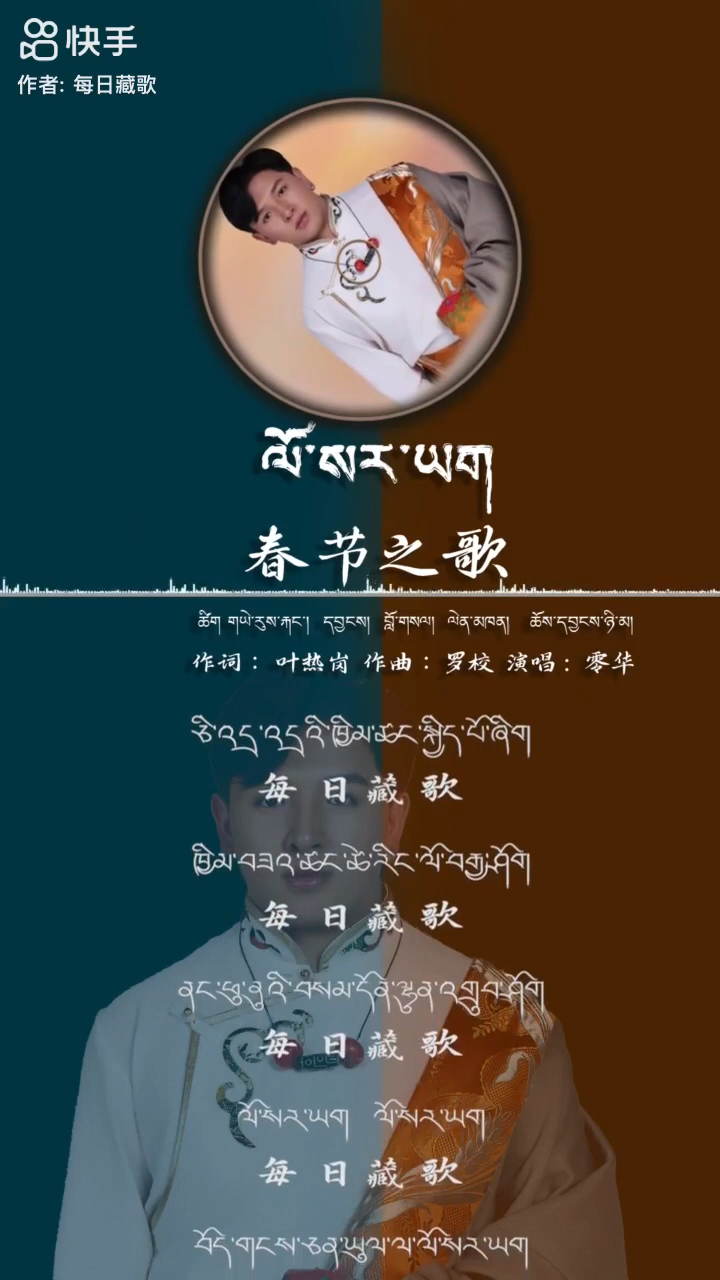 快手
作者: 每日藏歌
ལོ་སར་ཡག
春节之歌
ཚིག གཡེ་རུས་རྐང་། དབྱངས། བློ་གསལ། ལེན་མཁན། ཆོས་དབྱངས་ཉི་མ།
作词：叶热岗 作曲：罗校 演唱：零华
ཅི་འདྲ་འདྲའི་ཁྱིམ་ཚང་སྐྱིད་པོ་ཞིག
每日藏歌
ཁྱིམ་བཟའ་ཚང་ཚེ་རིང་ལོ་བརྒྱ་ཤོག
每日藏歌
ནང་ཕུ་ནུའི་བསམ་དོན་ལྷུན་འགྲུབ་ཤོག
每日藏歌
ལོ་སར་ཡག ལོ་སར་ཡག
每日藏歌
བོད་གངས་ཅན་ཡུལ་ལ་ལོ་སར་ཡག